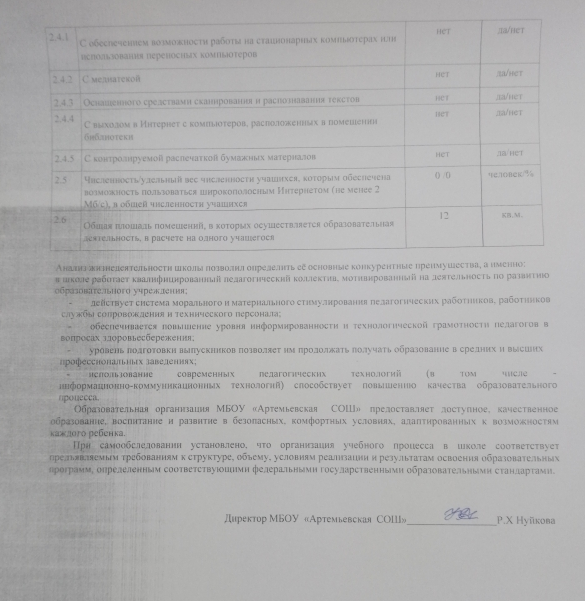 2.4.1 С обеспечением возможности работы на стационарных компьютерах или нет да/нет
использования переносных компьютеров
2.4.2 С медиатекой нет да/нет
2.4.3 Оснащенного средствами сканирования и распознавания текстов нет да/нет
2.4.4 нет да/нет
С выходом в Интернет с компьютеров, расположенных в помещении
библиотеки
2.4.5 С контролируемой распечаткой бумажных материалов нет да/нет
2.5 Численность/удельный вес численности учащихся, которым обеспечена 0 /0 человек/%
возможность пользоваться широкополосным Интернетом (не менее 2
Мб/с), в общей численности учащихся
2.6 12 кв.м.
Общая площадь помещений, в которых осуществляется образовательная
деятельность, в расчете на одного учащегося
Анализ жизнедеятельности школы позволил определить её основные конкурентные преимущества, а именно:
в школе работает квалифицированный педагогический коллектив, мотивированный на деятельность по развитию
образовательного учреждения;
- действует система морального и материального стимулирования педагогических работников, работников
службы сопровождения и технического персонала;
- обеспечивается повышение уровня информированности и технологической грамотности педагогов в
вопросах здоровьесбережения;
- уровень подготовки выпускников позволяет им продолжать получать образование в средних и высших
профессиональных заведениях;
- использование современных педагогических технологий (в том числе -
информационно-коммуникационных технологий) способствует повышению качества образовательного
процесса.
Образовательная организация МБОУ «Артемьевская СОШ» предоставляет доступное, качественное
образование, воспитание и развитие в безопасных, комфортных условиях, адаптированных к возможностям
каждого ребенка.
При самообследовании установлено, что организация учебного процесса в школе соответствует
предъявляемым требованиям к структуре, объему, условиям реализации и результатам освоения образовательных
программ, определенным соответствующими федеральными государственными образовательными стандартами.
Директор МБОУ «Артемьевская СОШ»________________Р.Х Нуйкова